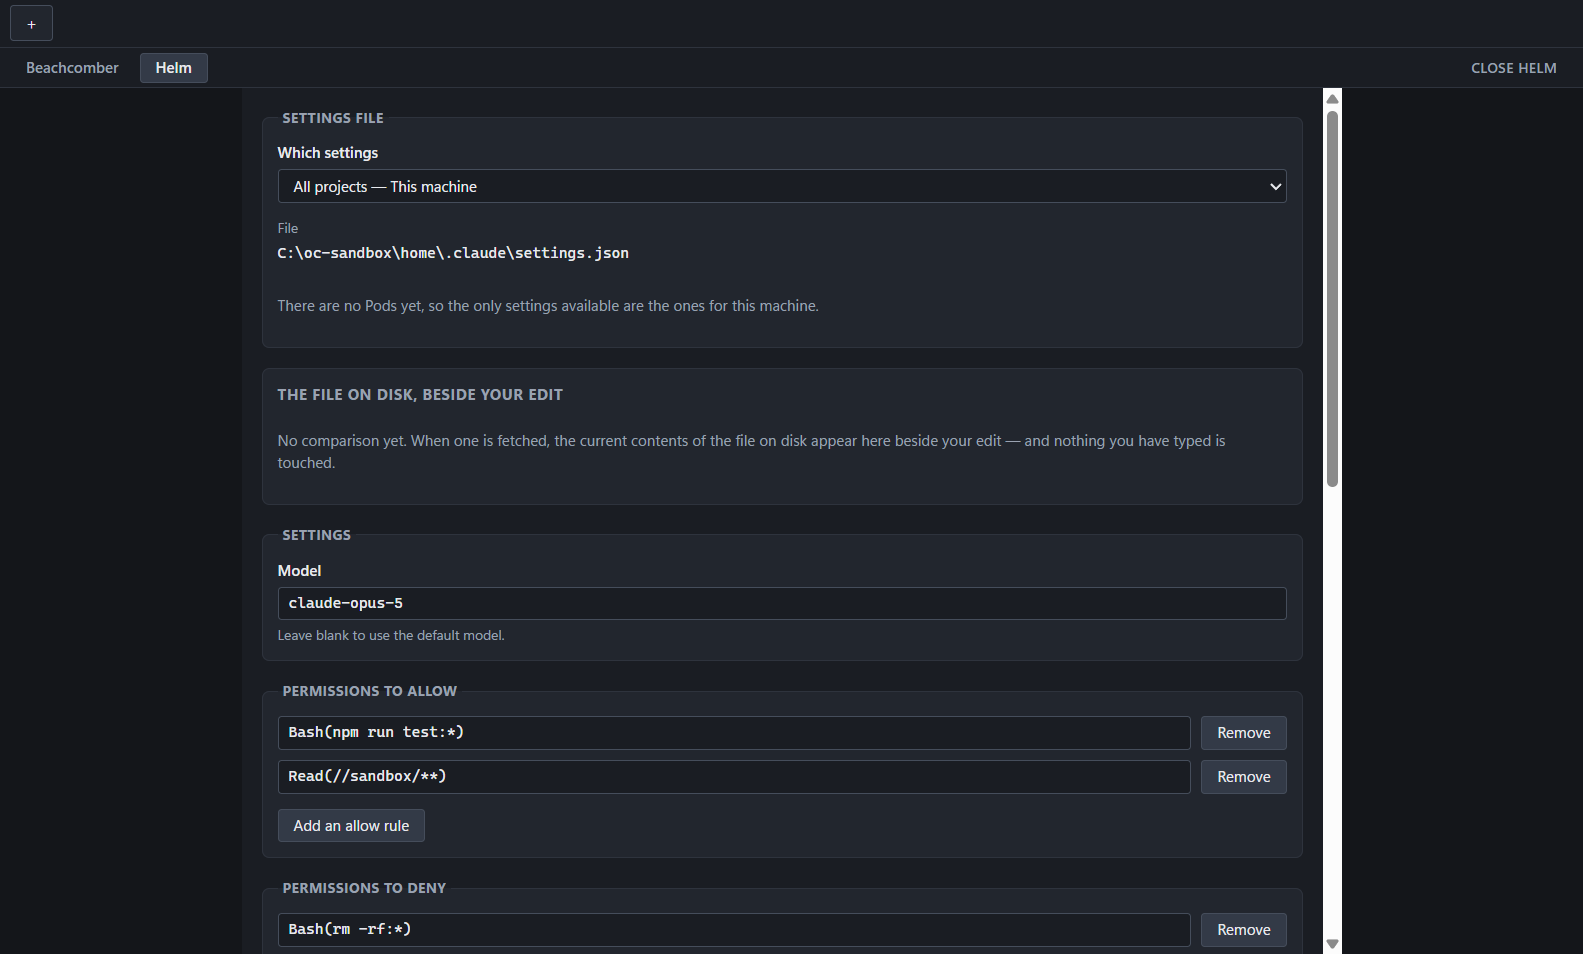 +
Beachcomber
Helm
CLOSE HELM
SETTINGS FILE
Which settings
All projects — This machine
File
C:\oc-sandbox\home\.claude\settings.json
There are no Pods yet, so the only settings available are the ones for this machine.
THE FILE ON DISK, BESIDE YOUR EDIT
No comparison yet. When one is fetched, the current contents of the file on disk appear here beside your edit — and nothing you have typed is
touched.
SETTINGS
Model
claude-opus-5
Leave blank to use the default model.
PERMISSIONS TO ALLOW
Bash(npm run test:*)
Remove
Read(//sandbox/**)
Remove
Add an allow rule
PERMISSIONS TO DENY
Bash(rm -rf:*)
Remove